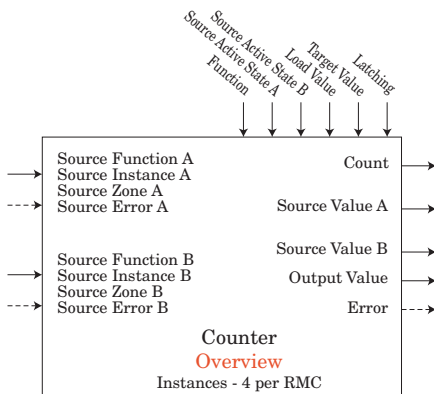 Function
Source Active State A
Source Active State B
Load Value
Target Value
Latching
Source Function A
Source Instance A
Source Zone A
Source Error A
Source Function B
Source Instance B
Source Zone B
Source Error B
Count
Source Value A
Source Value B
Output Value
Error
Counter
Overview
Instances - 4 per RMC